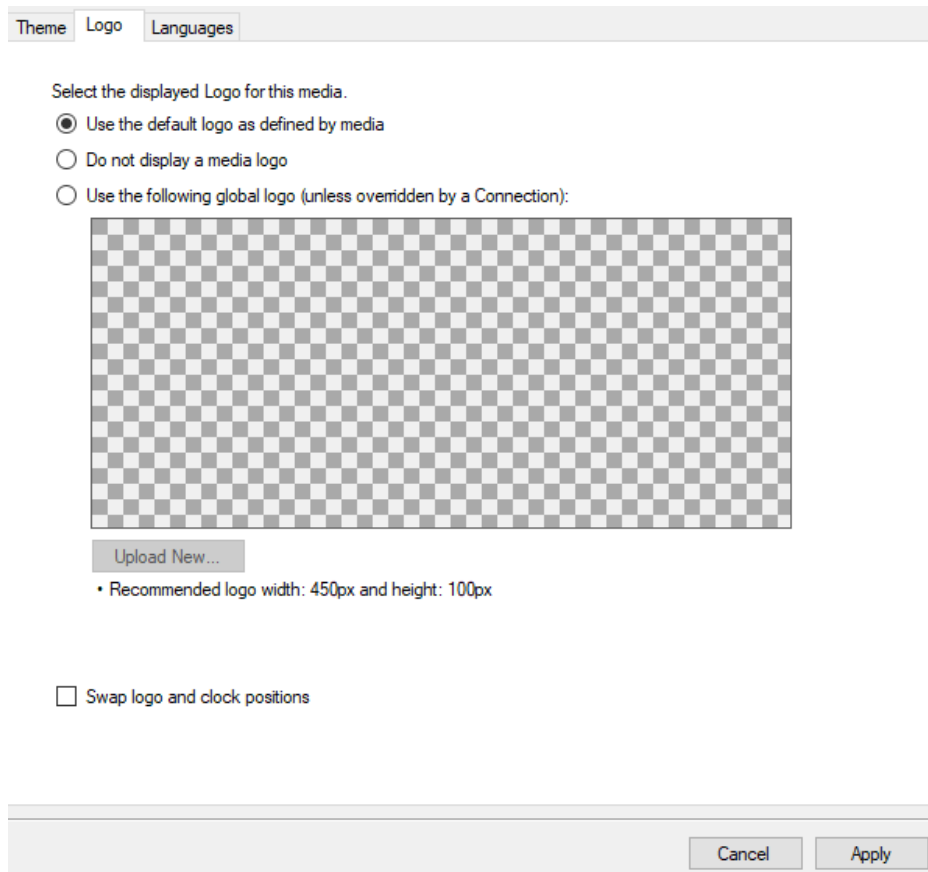 Theme Logo Languages
Select the displayed Logo for this media.
Use the default logo as defined by media
Do not display a media logo
Use the following global logo (unless overridden by a Connection):
Upload New...
• Recommended logo width: 450px and height: 100px
Swap logo and clock positions
Cancel Apply